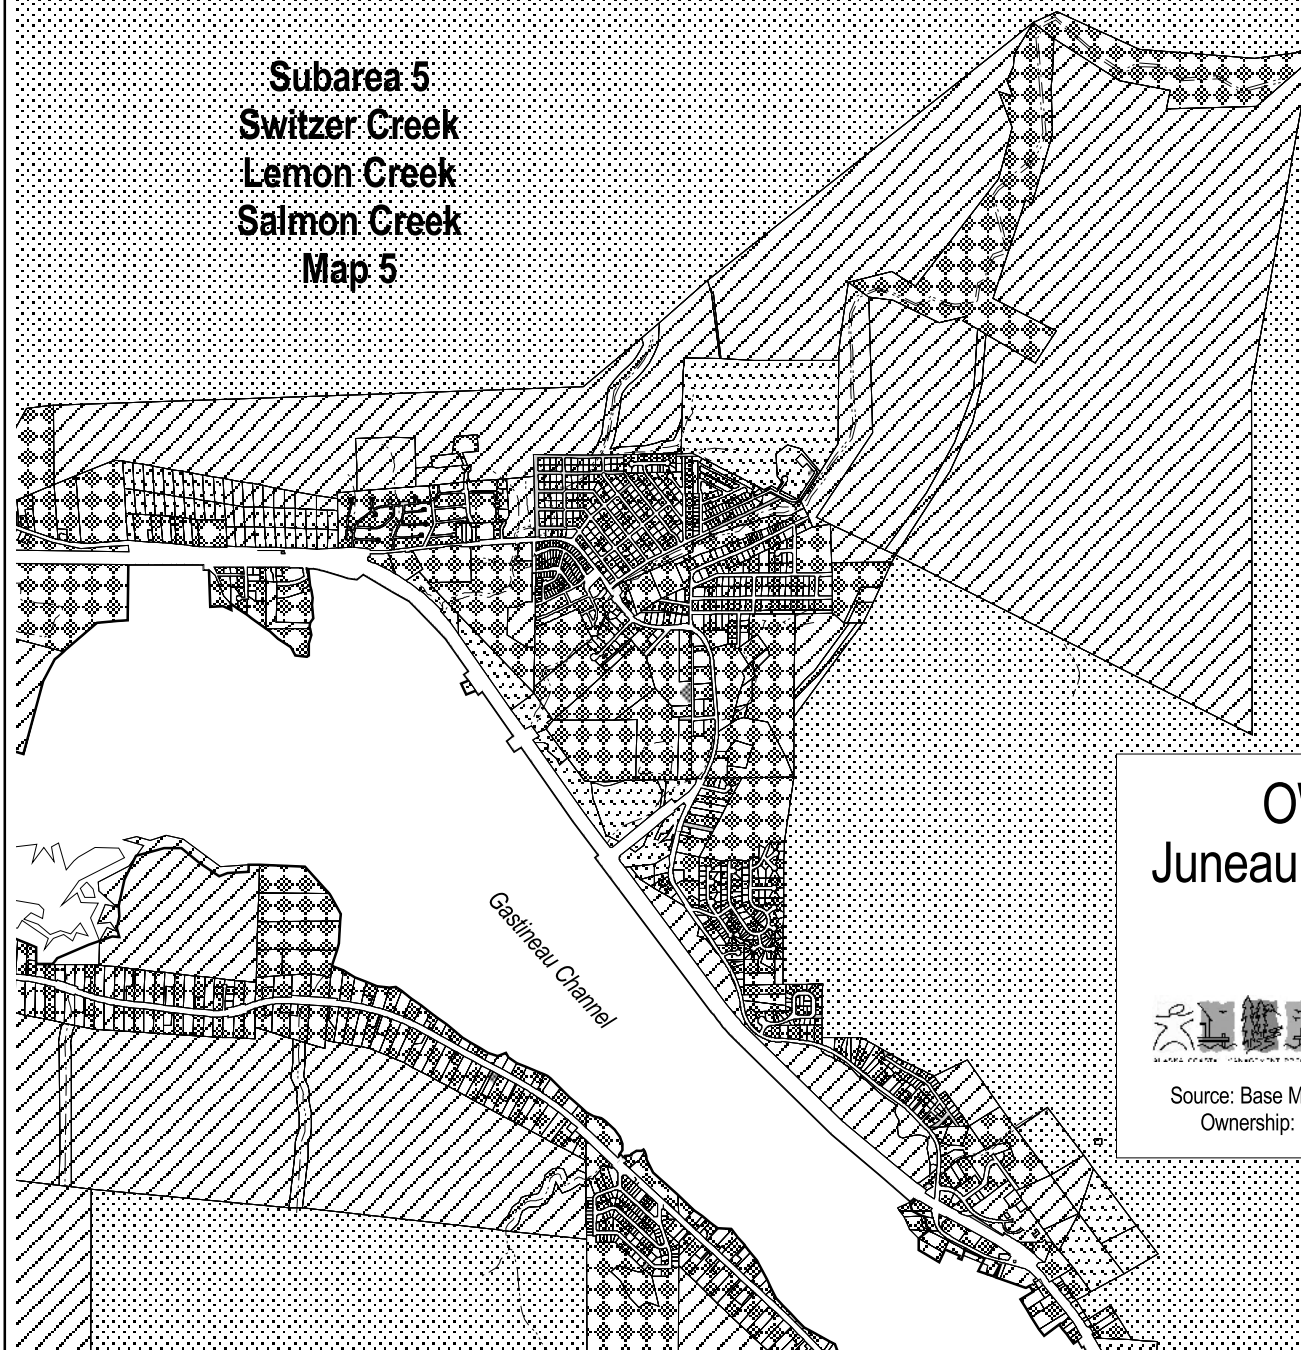 Subarea 5
Switzer Creek
Lemon Creek
Salmon Creek
Map 5
Juneau
Gastineau Channel
Source: Base M
Ownership: